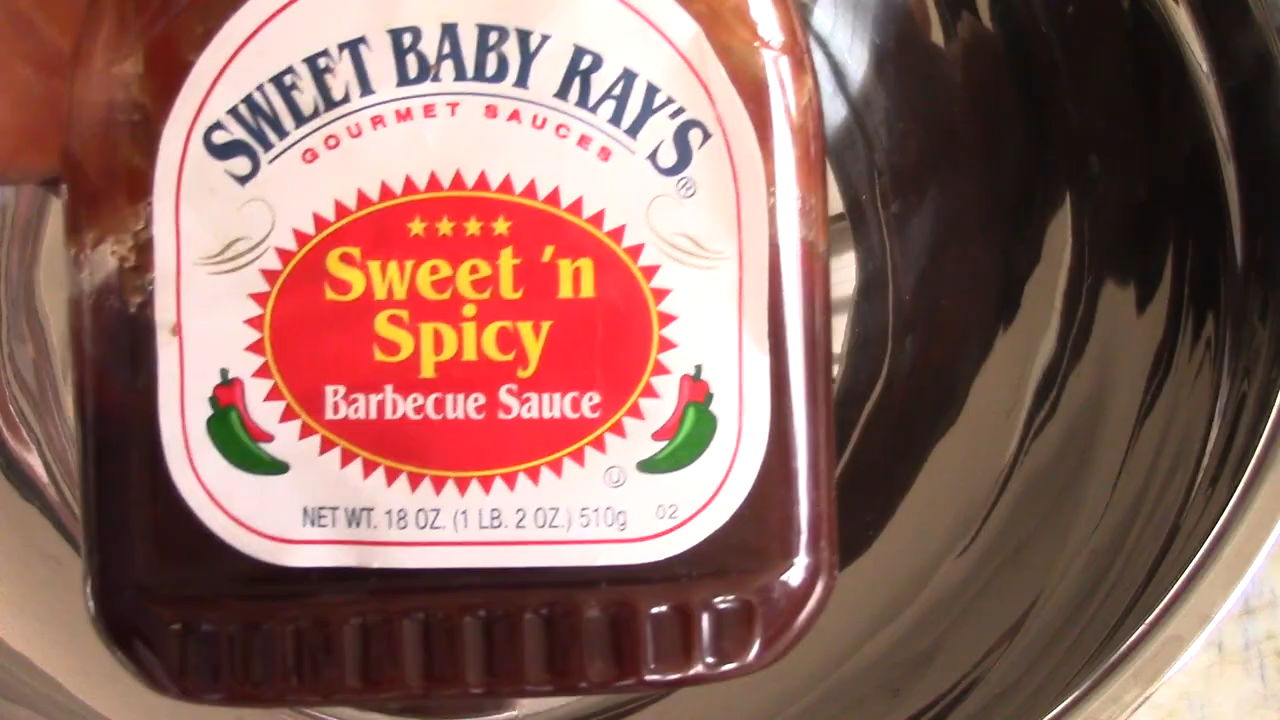 SWEET BABY RAY'S®
GOURMET SAUCES
Sweet 'n
Spicy
Barbecue Sauce
U
NET WT. 18 OZ. (1 LB. 2 OZ.) 510g 02